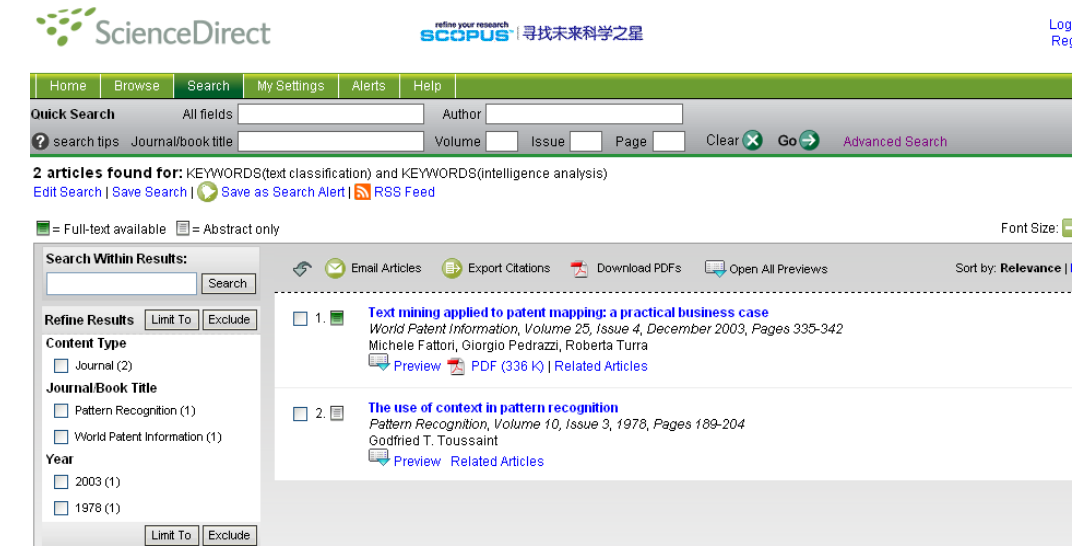 ScienceDirect
refine your research
SCOPUS 寻找未来科学之星
Log
Reg
Home Browse Search My Settings Alerts Help
Quick Search All fields Author
? search tips Journal/book title Volume Issue Page Clear Go Advanced Search
2 articles found for: KEYWORDS(text classification) and KEYWORDS(intelligence analysis)
Edit Search | Save Search | Save as Search Alert | RSS Feed
= Full-text available = Abstract only
Font Size:
Search Within Results:
Search
Email Articles Export Citations Download PDFs Open All Previews Sort by: Relevance |
Refine Results Limit To Exclude
Content Type
Journal (2)
Journal/Book Title
Pattern Recognition (1)
World Patent Information (1)
Year
2003 (1)
1978 (1)
Limit To Exclude
1. Text mining applied to patent mapping: a practical business case
World Patent Information, Volume 25, Issue 4, December 2003, Pages 335-342
Michele Fattori, Giorgio Pedrazzi, Roberta Turra
Preview PDF (336 K) | Related Articles
2. The use of context in pattern recognition
Pattern Recognition, Volume 10, Issue 3, 1978, Pages 189-204
Godfried T. Toussaint
Preview Related Articles